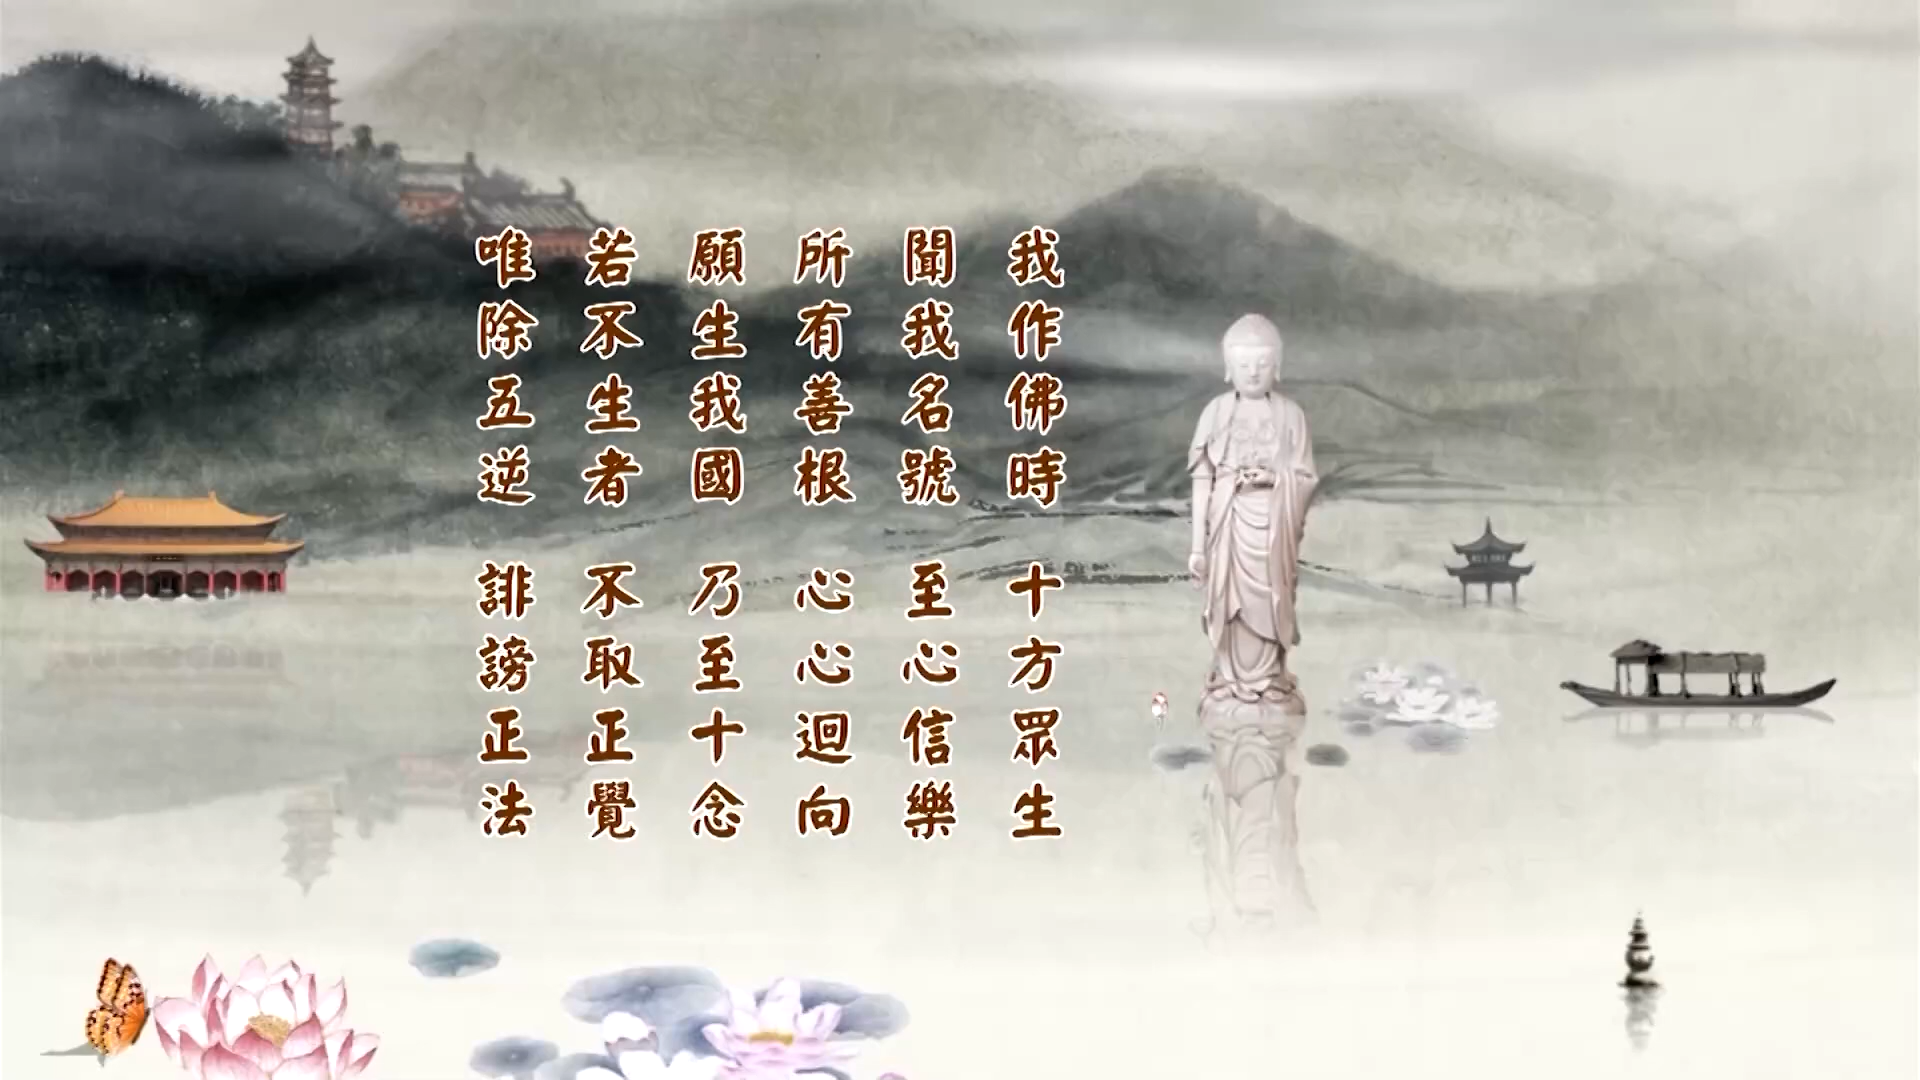 我作佛時 十方眾生
聞我名號 至心信樂
所有善根 心心迴向
願生我國 乃至十念
若不生者 不取正覺
唯除五逆 誹謗正法